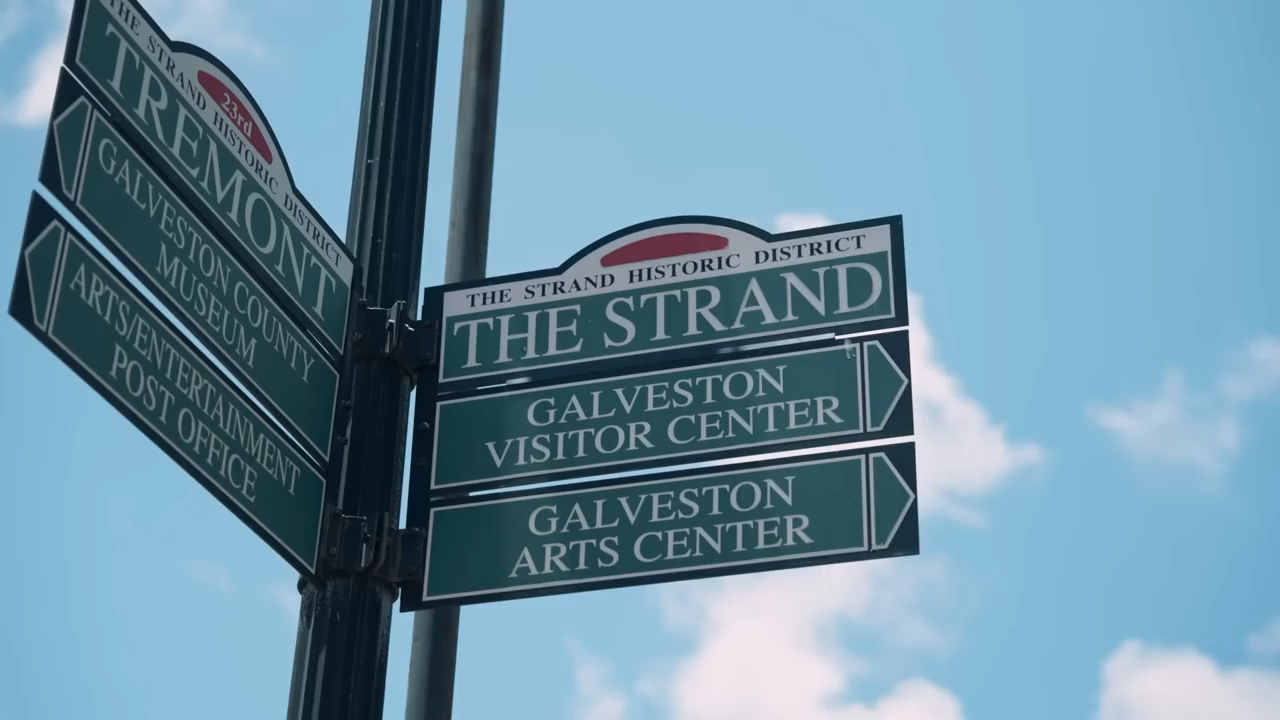 23rd
THE STRAND HISTORIC DISTRICT
TREMONT
GALVESTON COUNTY
MUSEUM
ARTS/ENTERTAINMENT
POST OFFICE
THE STRAND HISTORIC DISTRICT
THE STRAND
GALVESTON
VISITOR CENTER
GALVESTON
ARTS CENTER